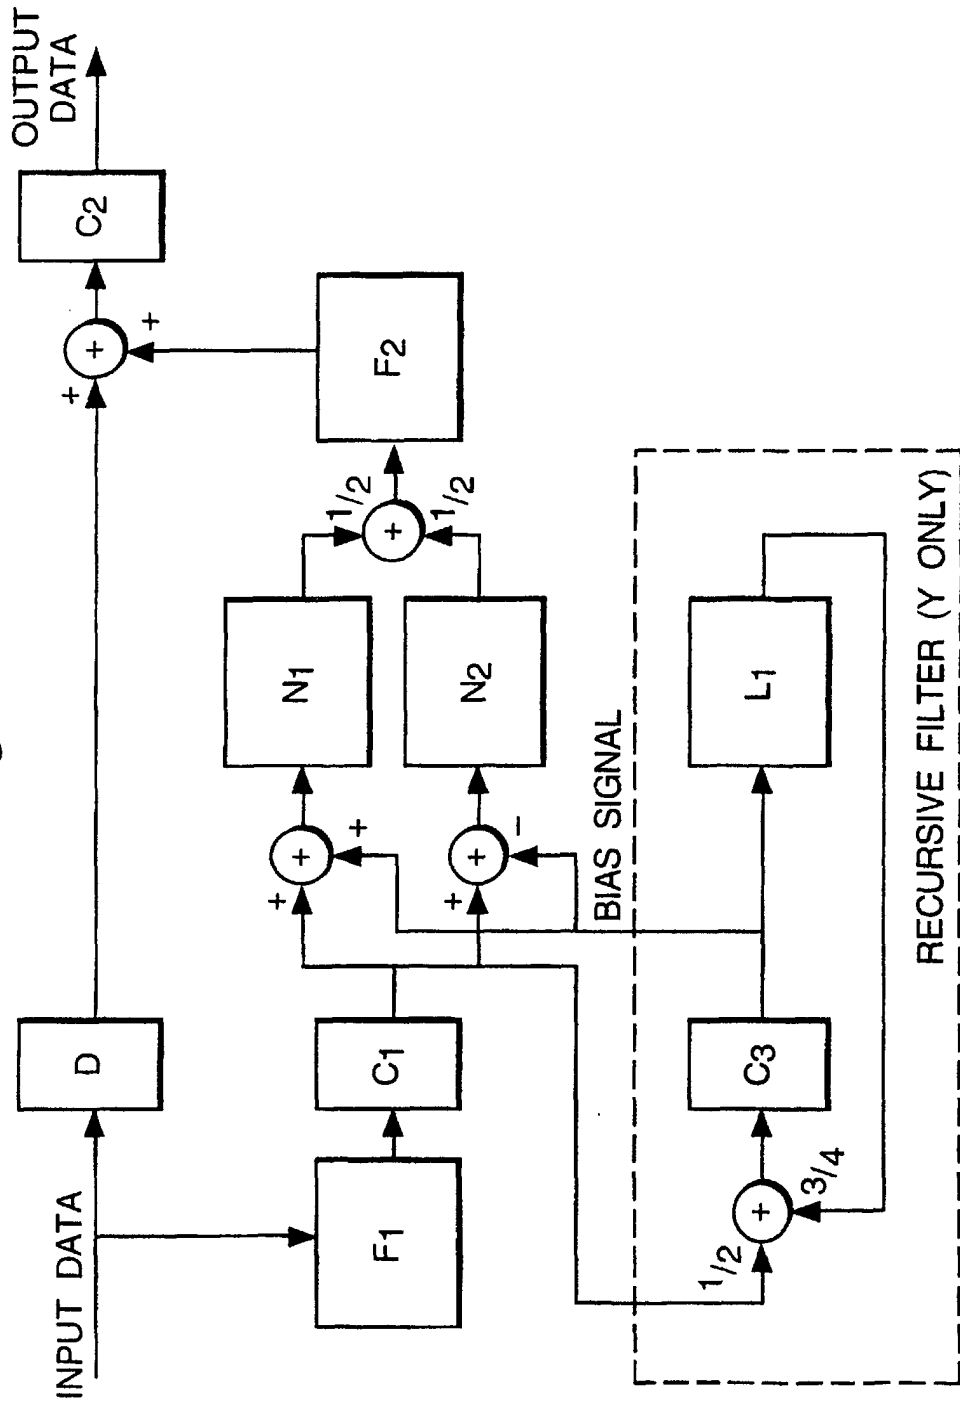 INPUT DATA
D
+
+
+
C2
OUTPUT
DATA
F1
C1
+
+
+
N1
+
+
-
N2
1/2
+
1/2
F2
BIAS SIGNAL
1/2
+
3/4
C3
L1
RECURSIVE FILTER (Y ONLY)